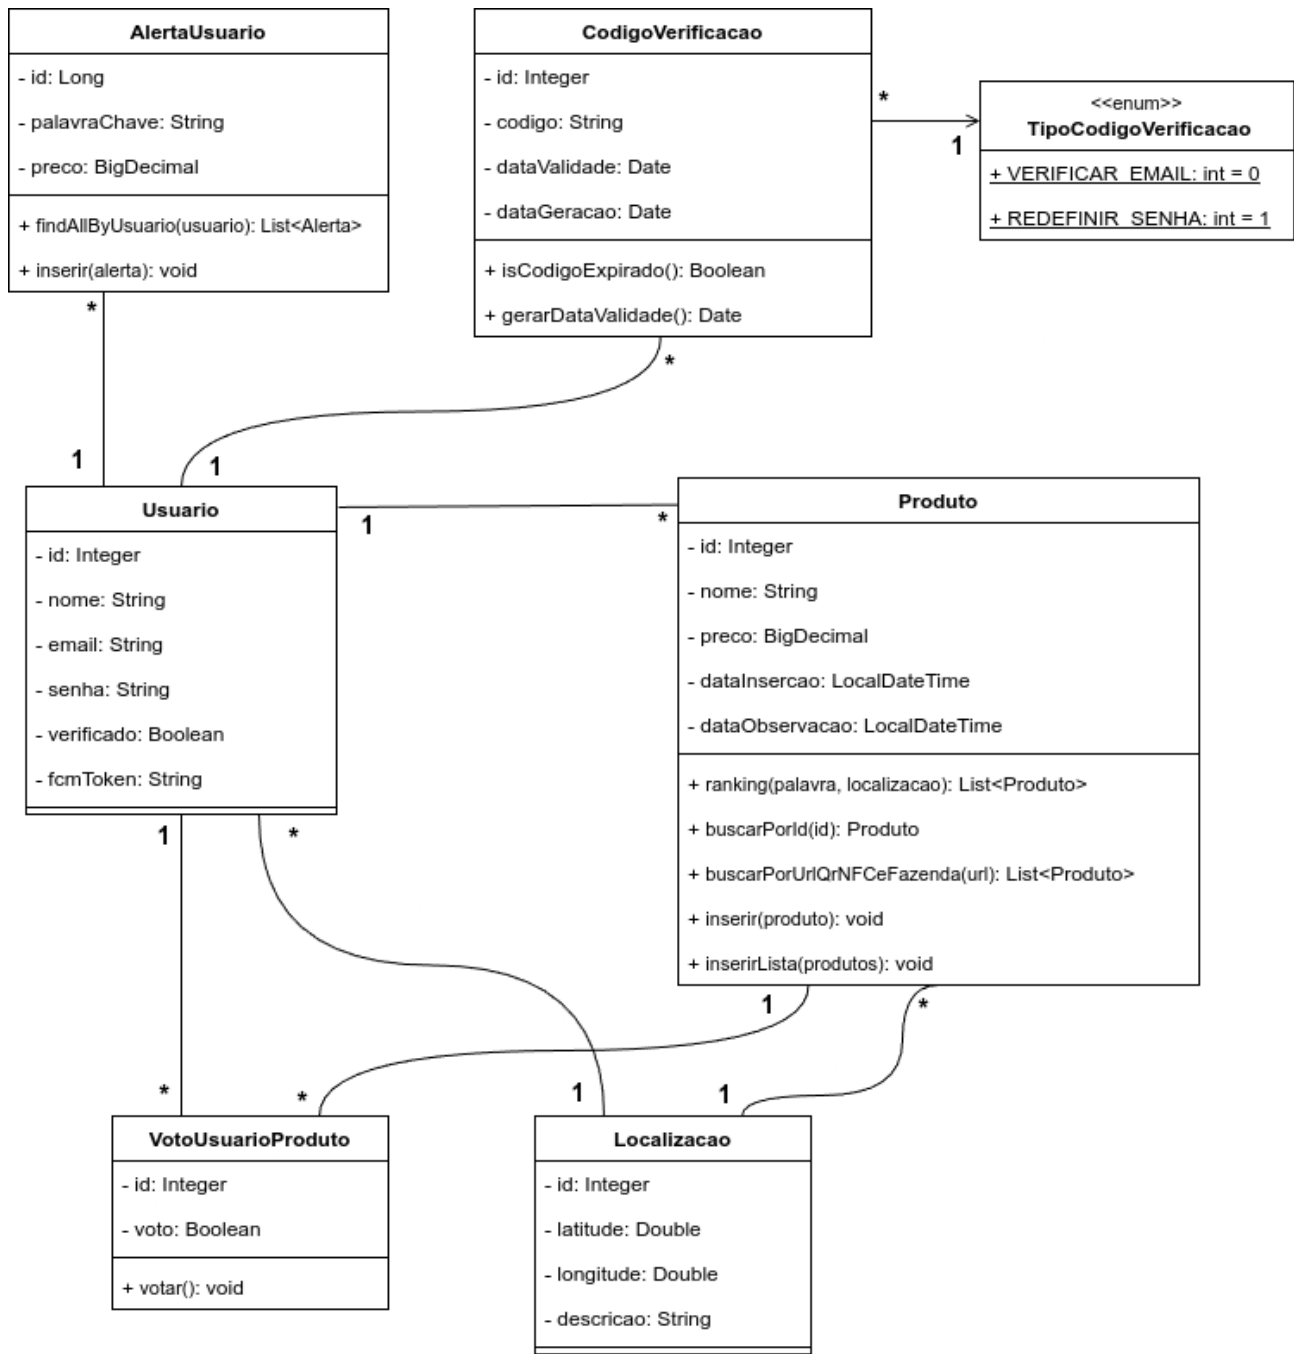 AlertaUsuario
- id: Long
- palavraChave: String
- preco: BigDecimal
+ findAllByUsuario(usuario): List<Alerta>
+ inserir(alerta): void
CodigoVerificacao
- id: Integer
- codigo: String
- dataValidade: Date
- dataGeracao: Date
+ isCodigoExpirado(): Boolean
+ gerarDataValidade(): Date
*
1
<<enum>>
TipoCodigoVerificacao
+ VERIFICAR_EMAIL: int = 0
+ REDEFINIR_SENHA: int = 1
*
*
1
1
Usuario
- id: Integer
- nome: String
- email: String
- senha: String
- verificado: Boolean
- fcmToken: String
1
*
Produto
- id: Integer
- nome: String
- preco: BigDecimal
- dataInsercao: LocalDateTime
- dataObservacao: LocalDateTime
+ ranking(palavra, localizacao): List<Produto>
+ buscarPorId(id): Produto
+ buscarPorUrlQrNFCeFazenda(url): List<Produto>
+ inserir(produto): void
+ inserirLista(produtos): void
1
*
1
*
*
*
1
1
VotoUsuarioProduto
- id: Integer
- voto: Boolean
+ votar(): void
Localizacao
- id: Integer
- latitude: Double
- longitude: Double
- descricao: String